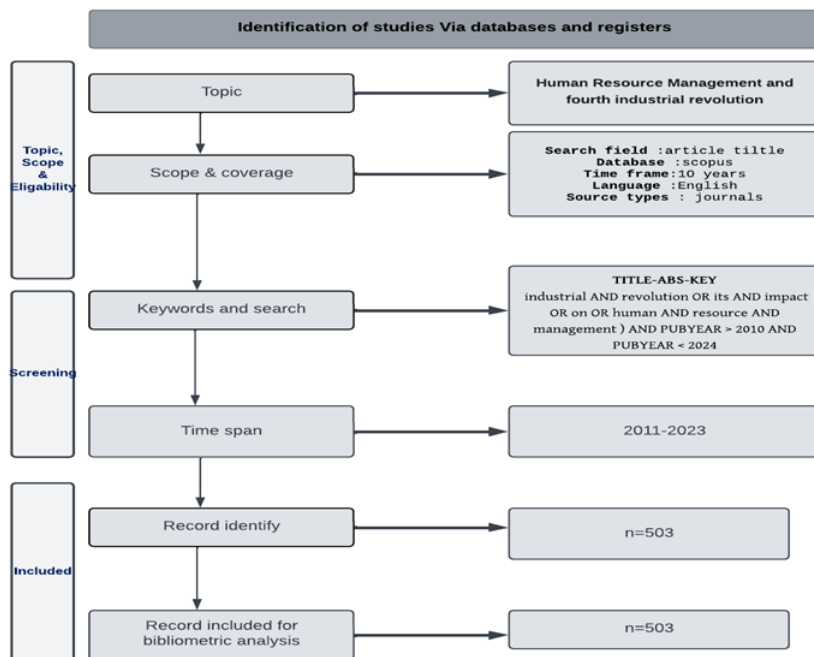 Identification of studies Via databases and registers
Topic,
Scope
&
Eligability
Topic
Human Resource Management and
fourth industrial revolution
Scope & coverage
Search field :article tiltle
Database :scopus
Time frame:10 years
Language :English
Source types : journals
Screening
Keywords and search
TITLE-ABS-KEY
industrial AND revolution OR its AND impact
OR on OR human AND resource AND
management ) AND PUBYEAR > 2010 AND
PUBYEAR < 2024
Time span
2011-2023
Included
Record identify
n=503
Record included for
bibliometric analysis
n=503